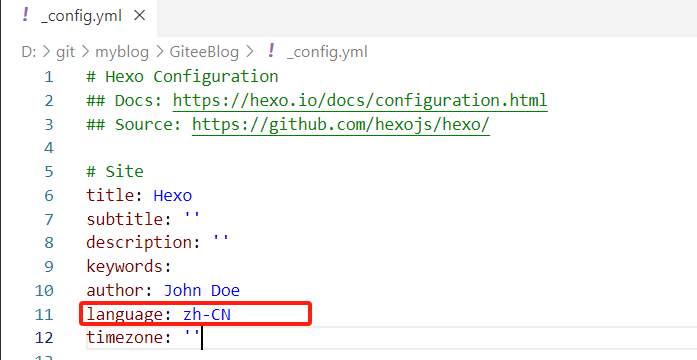 ! _config.yml ×
D: > git > myblog > GiteeBlog > ! _config.yml
1 # Hexo Configuration
2 ## Docs: https://hexo.io/docs/configuration.html
3 ## Source: https://github.com/hexojs/hexo/
4
5 # Site
6 title: Hexo
7 subtitle: ''
8 description: ''
9 keywords:
10 author: John Doe
11 language: zh-CN
12 timezone: ''